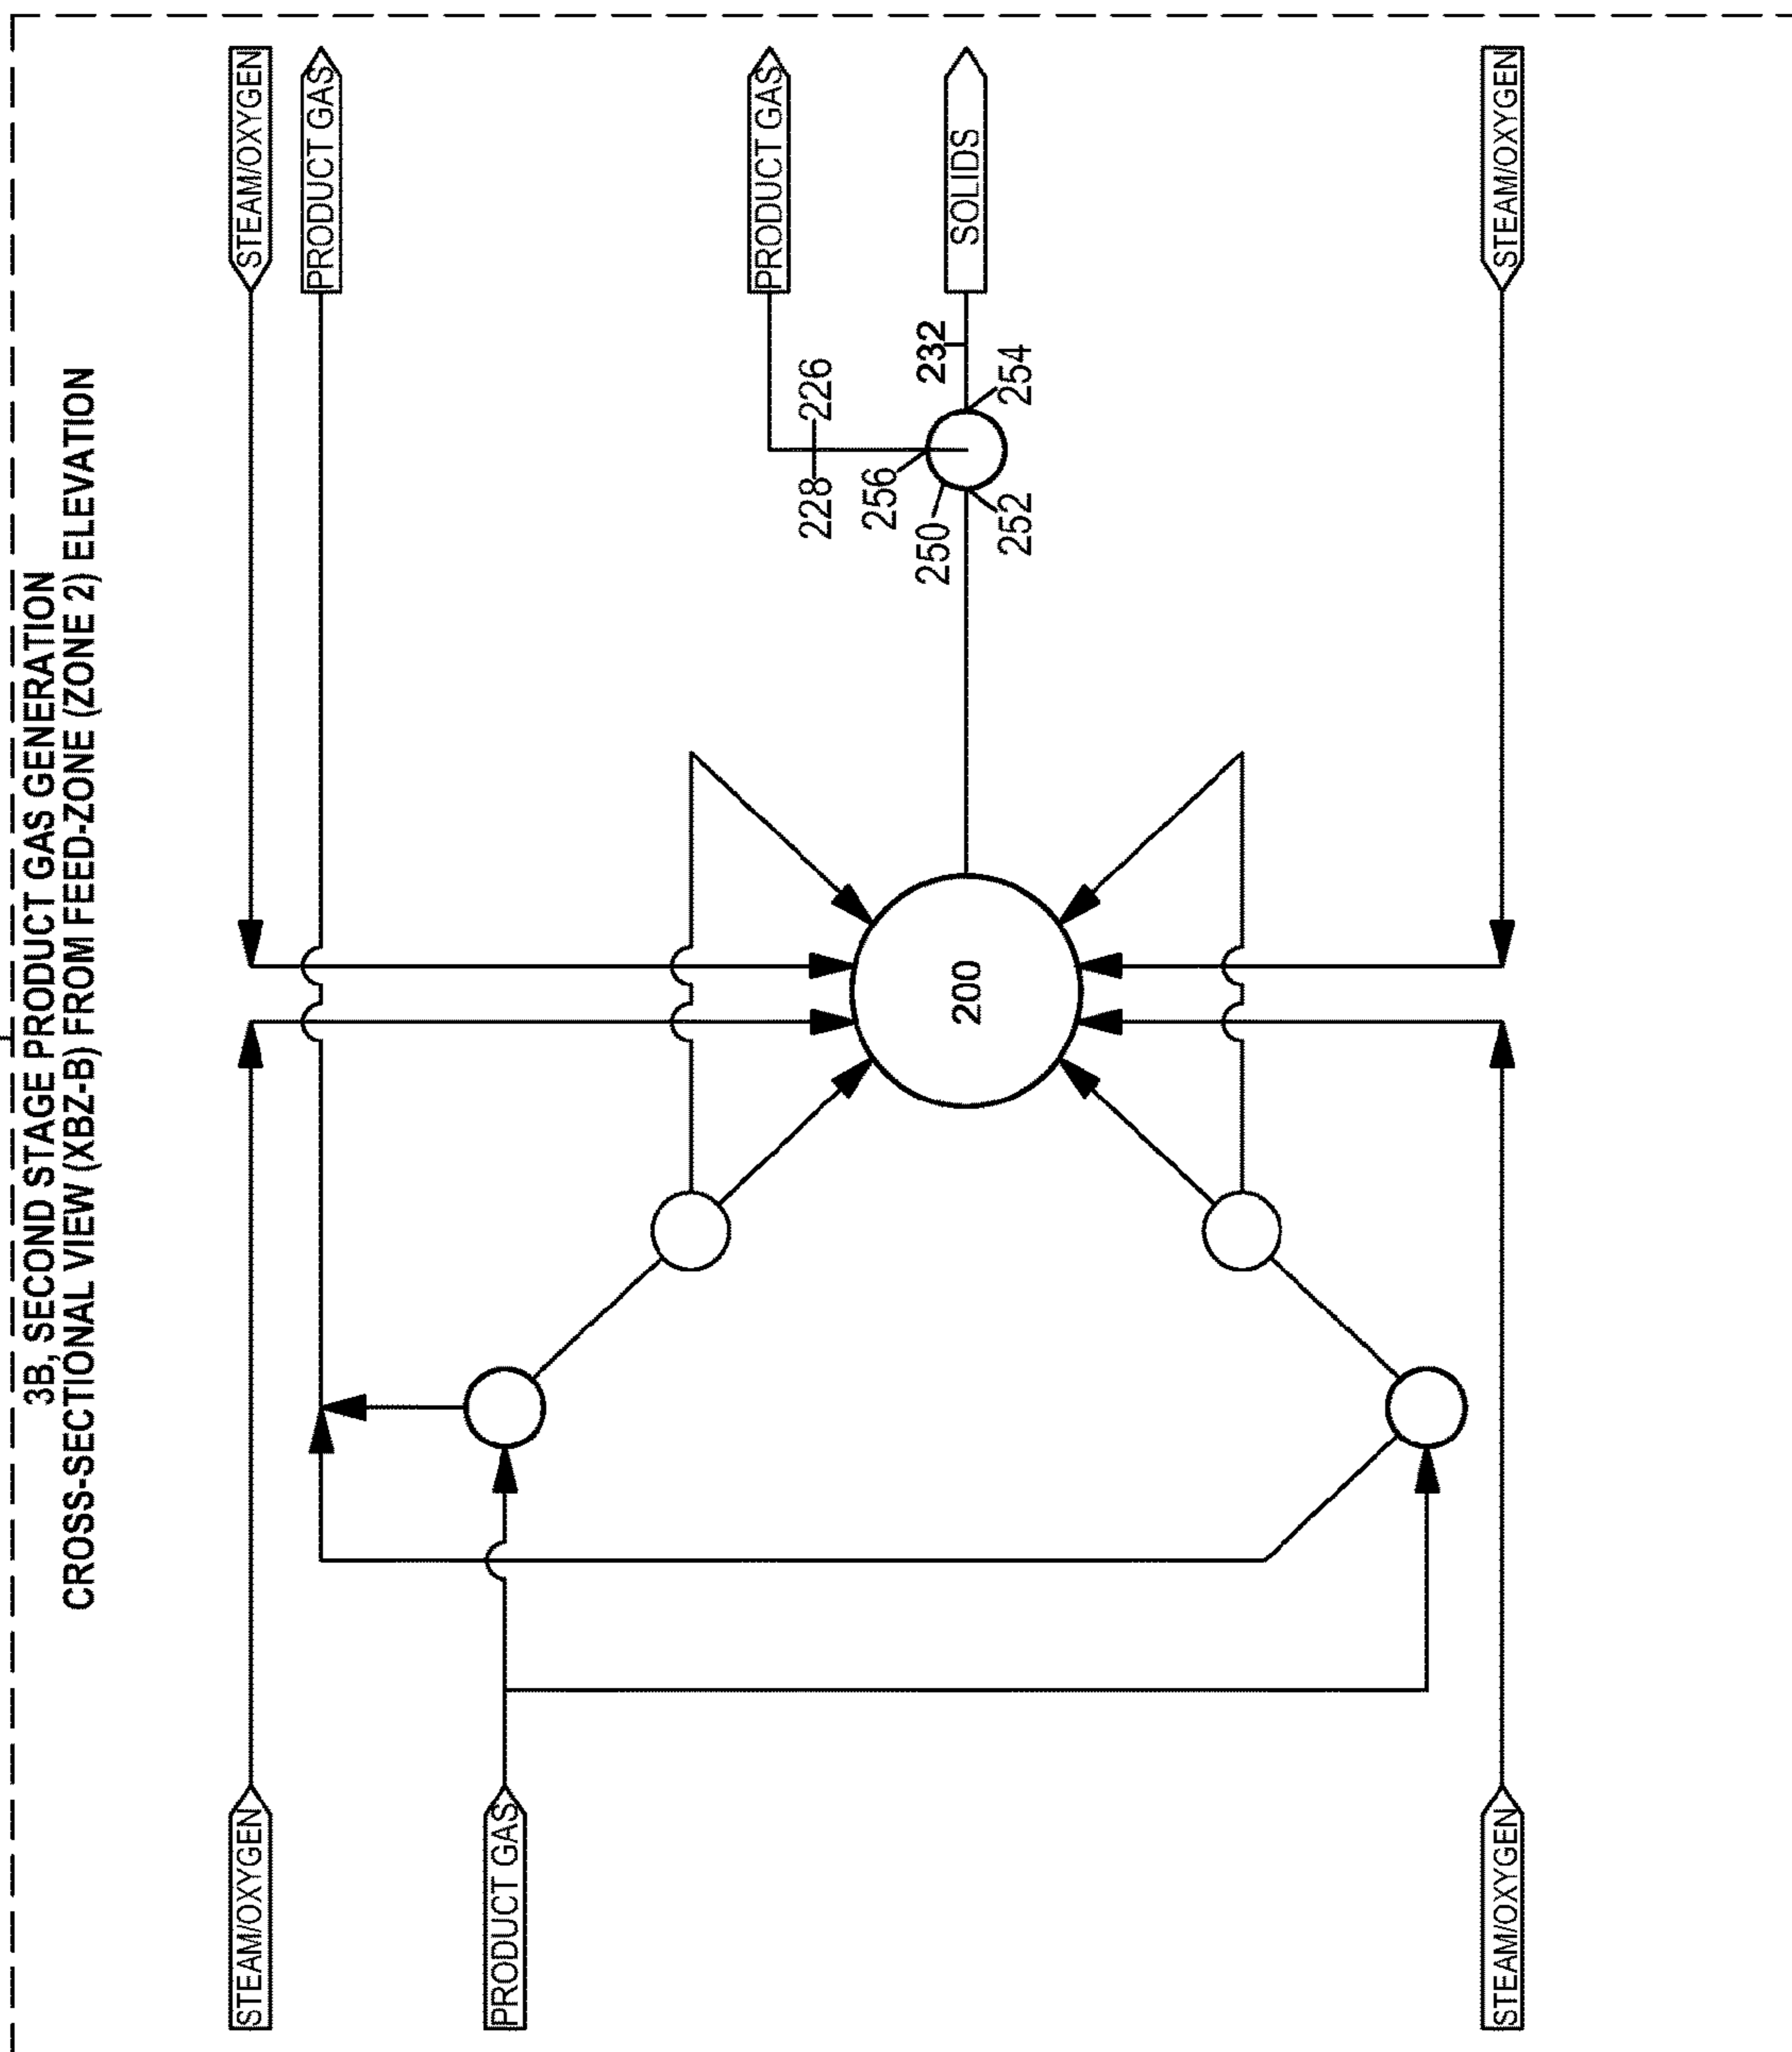 3B, SECOND STAGE PRODUCT GAS GENERATION
CROSS-SECTIONAL VIEW (XBZ-B) FROM FEED-ZONE (ZONE 2) ELEVATION
STEAM/OXYGEN
STEAM/OXYGEN
PRODUCT GAS
PRODUCT GAS
PRODUCT GAS
228
226
256
250
232
200
SOLIDS
252
254
STEAM/OXYGEN
STEAM/OXYGEN